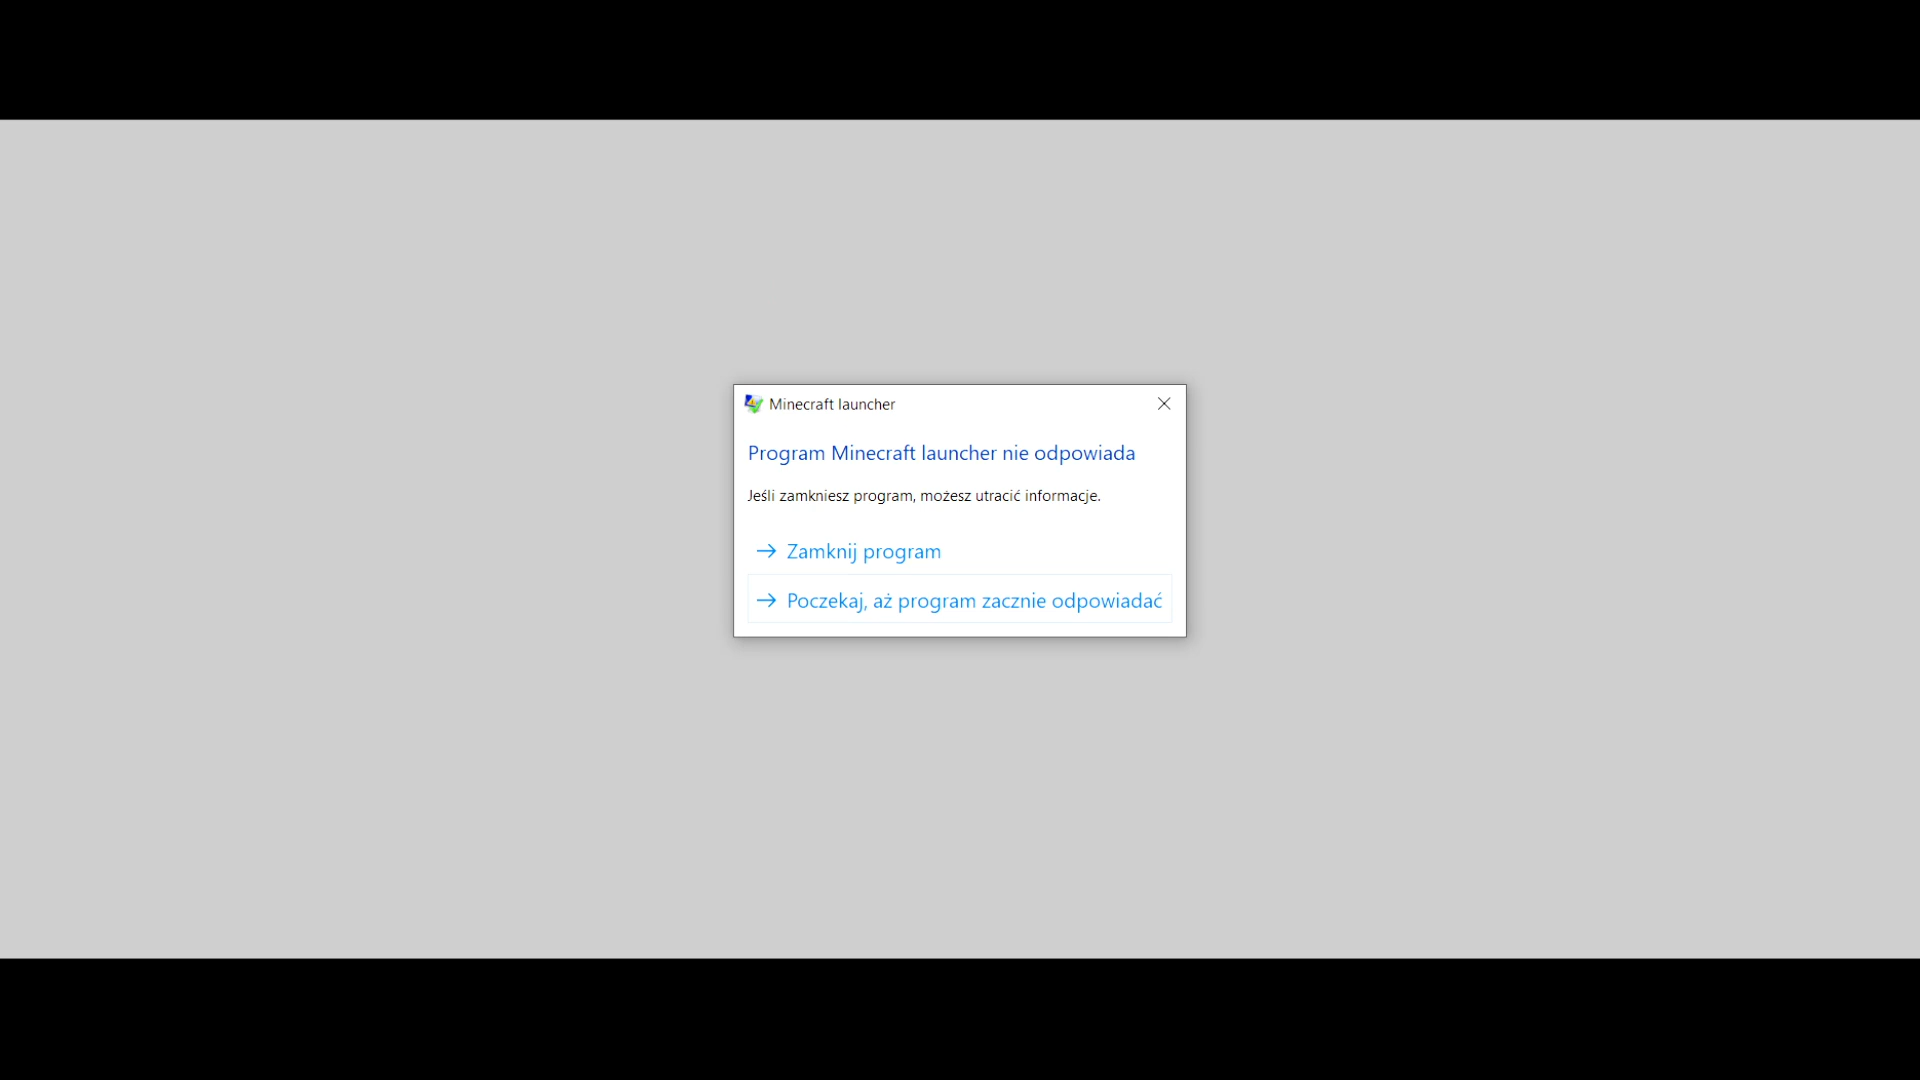 Minecraft launcher
Program Minecraft launcher nie odpowiada
Jeśli zamkniesz program, możesz utracić informacje.
Zamknij program
Poczekaj, aż program zacznie odpowiadać